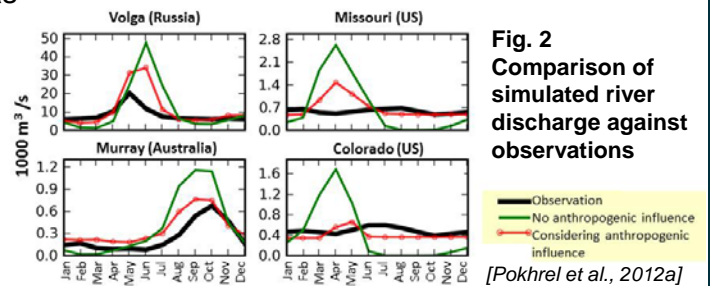 Volga (Russia)
Missouri (US)
50
40
30
20
10
0
2.8
2.1
1.4
0.7
0.0
Murray (Australia)
Colorado (US)
1.2
0.9
0.6
0.3
0.0
1.6
1.2
0.8
0.4
0.0
1000 m³ /s
Jan Feb Mar Apr May Jun Jul Aug Sep Oct Nov Dec
Jan Feb Mar Apr May Jun Jul Aug Sep Oct Nov Dec
Fig. 2
Comparison of
simulated river
discharge against
observations
Observation
No anthropogenic influence
Considering anthropogenic
influence
[Pokhrel et al., 2012a]